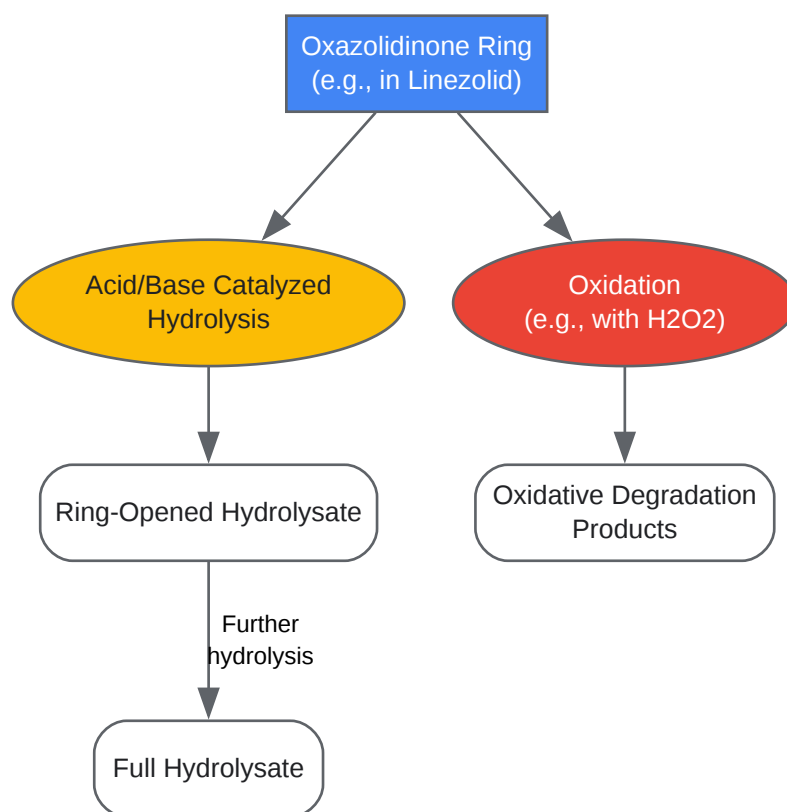 Oxazolidinone Ring
(e.g., in Linezolid)
Acid/Base Catalyzed
Hydrolysis
Oxidation
(e.g., with H2O2)
Ring-Opened Hydrolysate
Oxidative Degradation
Products
Further
hydrolysis
Full Hydrolysate